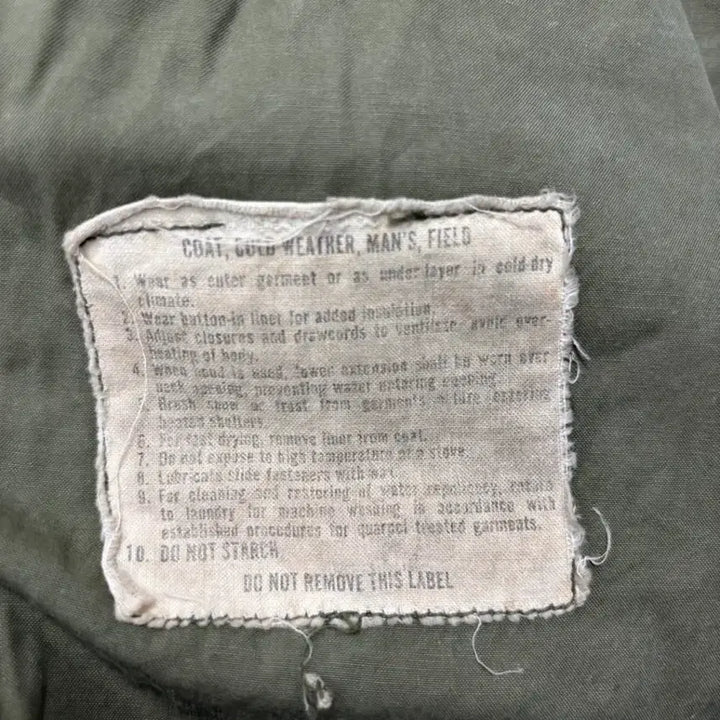 COAT, COLD WEATHER, MAN'S, FIELD
1. Wear as outer garment or as under layer in cold-dry
climate.
2. Wear button-in liner for added insulation.
3. Adjust closures and drawcords to ventilate, avoid over-
heating of body.
4. When hood is used, lower extension shall be worn over
neck opening, preventing water entering opening.
5. Brush snow or frost from garments before entering
heated shelters.
6. For fast drying, remove liner from coat.
7. Do not expose to high temperature of a stove.
8. Lubricate slide fasteners with wax.
9. For cleaning and restoring of water repellency, return
to laundry for machine washing in accordance with
established procedures for quarpel treated garments.
10. DO NOT STARCH
DO NOT REMOVE THIS LABEL